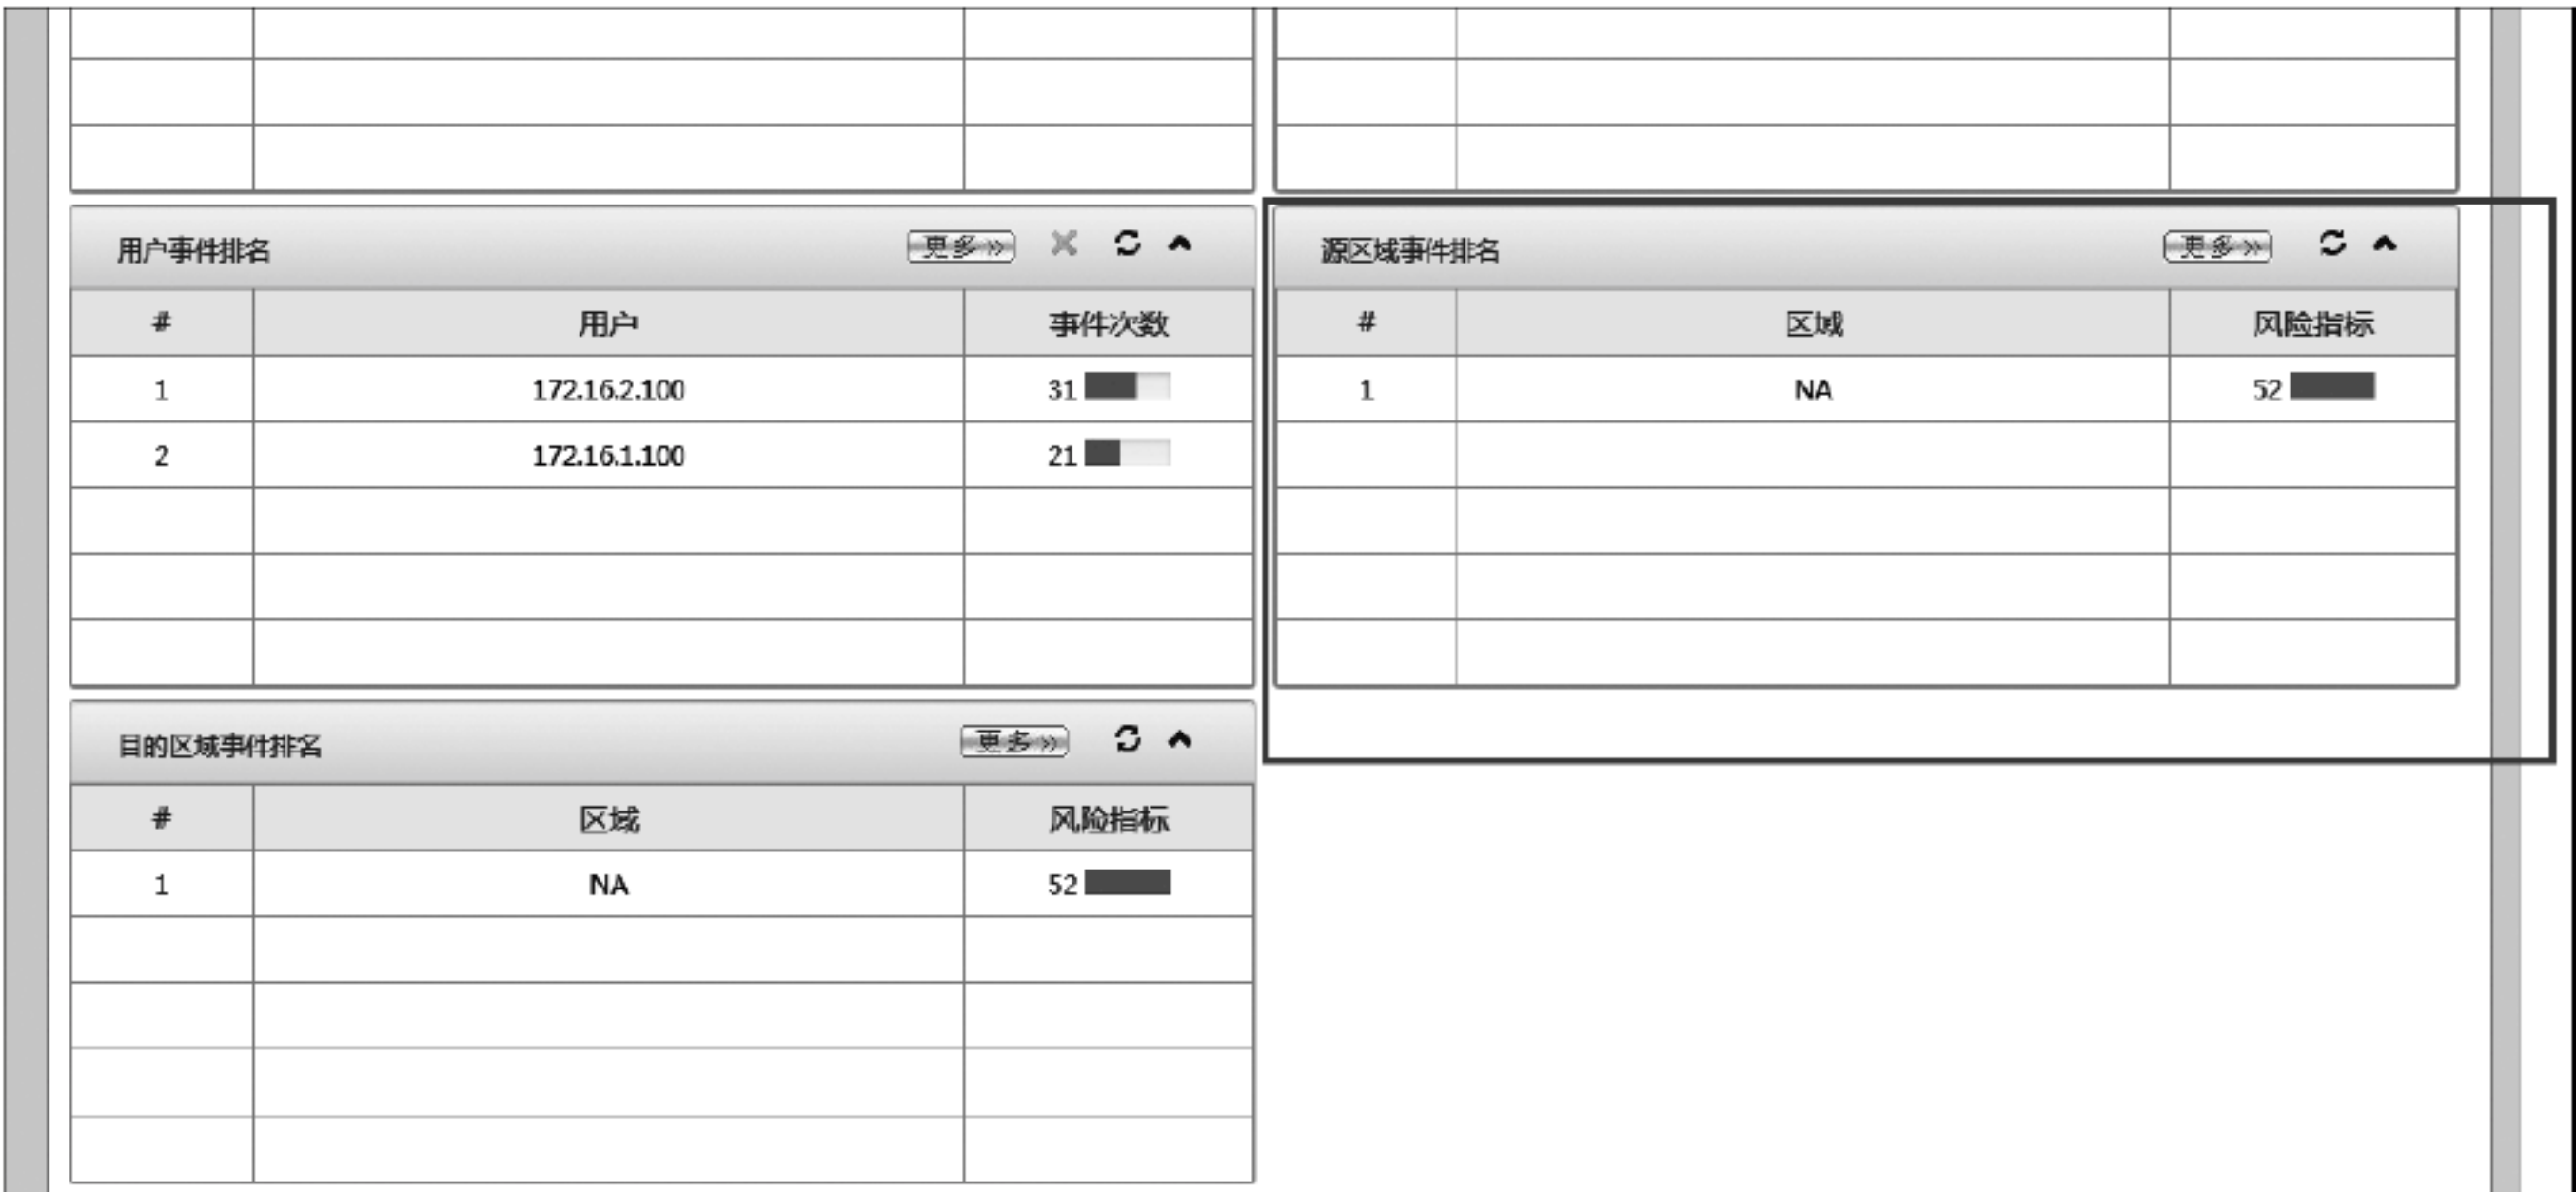 用户事件排名 更多 »
# 用户 事件次数
1 172.16.2.100 31
2 172.16.1.100 21
源区域事件排名 更多 »
# 区域 风险指标
1 NA 52
目的区域事件排名 更多 »
# 区域 风险指标
1 NA 52